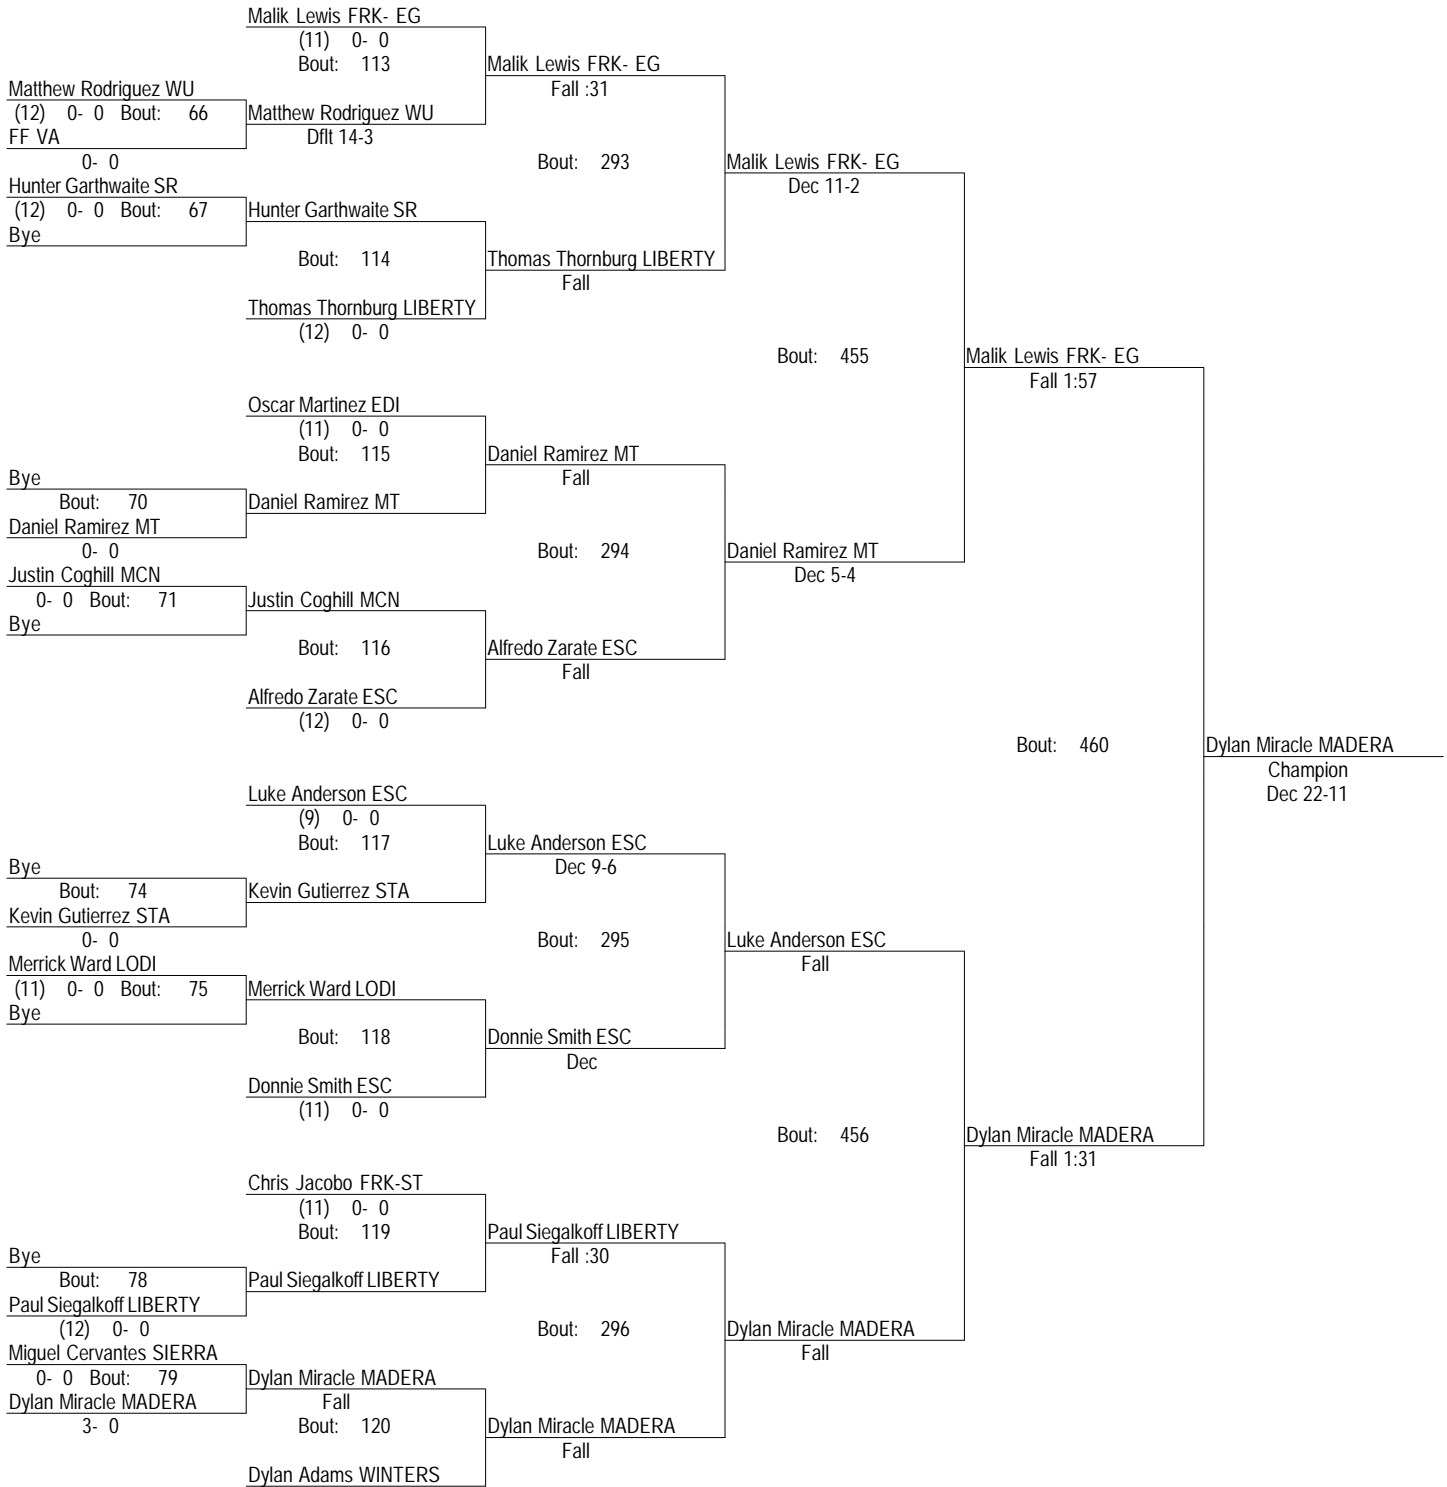 Malik Lewis FRK- EG
(11) 0- 0
Bout: 113
Malik Lewis FRK- EG
Fall :31
Matthew Rodriguez WU
(12) 0- 0 Bout: 66
Matthew Rodriguez WU
FF VA
Dflt 14-3
0- 0
Bout: 293
Malik Lewis FRK- EG
Dec 11-2
Hunter Garthwaite SR
(12) 0- 0 Bout: 67
Hunter Garthwaite SR
Bye
Bout: 114
Thomas Thornburg LIBERTY
Fall
Thomas Thornburg LIBERTY
(12) 0- 0
Bout: 455
Malik Lewis FRK- EG
Fall 1:57
Oscar Martinez EDI
(11) 0- 0
Bout: 115
Daniel Ramirez MT
Fall
Bye
Bout: 70
Daniel Ramirez MT
Daniel Ramirez MT
0- 0
Bout: 294
Daniel Ramirez MT
Dec 5-4
Justin Coghill MCN
0- 0 Bout: 71
Justin Coghill MCN
Bye
Bout: 116
Alfredo Zarate ESC
Fall
Alfredo Zarate ESC
(12) 0- 0
Bout: 460
Dylan Miracle MADERA
Champion
Dec 22-11
Luke Anderson ESC
(9) 0- 0
Bout: 117
Luke Anderson ESC
Dec 9-6
Bye
Bout: 74
Kevin Gutierrez STA
Kevin Gutierrez STA
0- 0
Bout: 295
Luke Anderson ESC
Fall
Merrick Ward LODI
(11) 0- 0 Bout: 75
Merrick Ward LODI
Bye
Bout: 118
Donnie Smith ESC
Dec
Donnie Smith ESC
(11) 0- 0
Bout: 456
Dylan Miracle MADERA
Fall 1:31
Chris Jacobo FRK-ST
(11) 0- 0
Bout: 119
Paul Siegalkoff LIBERTY
Fall :30
Bye
Bout: 78
Paul Siegalkoff LIBERTY
Paul Siegalkoff LIBERTY
(12) 0- 0
Bout: 296
Dylan Miracle MADERA
Fall
Miguel Cervantes SIERRA
0- 0 Bout: 79
Dylan Miracle MADERA
Dylan Miracle MADERA
Fall
3- 0
Bout: 120
Dylan Miracle MADERA
Fall
Dylan Adams WINTERS